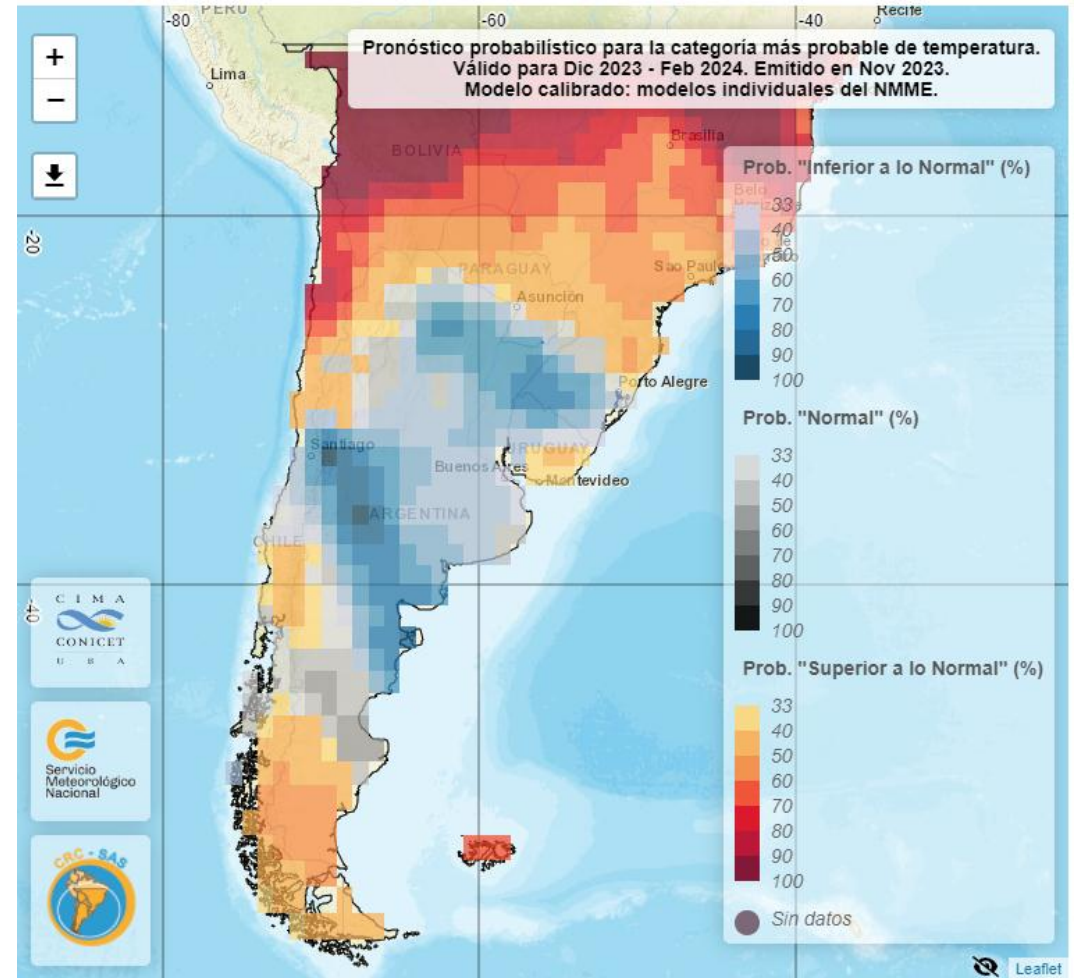 PERU
-80
-60
-40
Recife
+
Lima
−
Pronóstico probabilístico para la categoría más probable de temperatura.
Válido para Dic 2023 - Feb 2024. Emitido en Nov 2023.
Modelo calibrado: modelos individuales del NMME.
BOLIVIA
Brasilia
Prob. "Inferior a lo Normal" (%)
Belo
33
40
50
60
70
80
90
100
-20
PARAGUAY
Sao Paulo
Asunción
Porto Alegre
Santiago
URUGUAY
Buenos Aires
Montevideo
ARGENTINA
CHILE
Prob. "Normal" (%)
33
40
50
60
70
80
90
100
-40
CIMA
CONICET
UBA
Prob. "Superior a lo Normal" (%)
33
40
50
60
70
80
90
100
Sin datos
Servicio
Meteorológico
Nacional
CRC - SAS
Leaflet